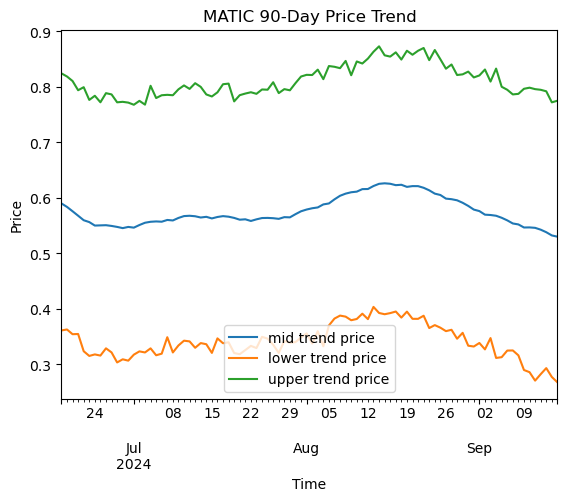 MATIC 90-Day Price Trend
0.9
0.8
0.7
0.6
0.5
0.4
0.3
Price
mid trend price
lower trend price
upper trend price
24 08 15 22 29 05 12 19 26 02 09
Jul Aug Sep
2024
Time